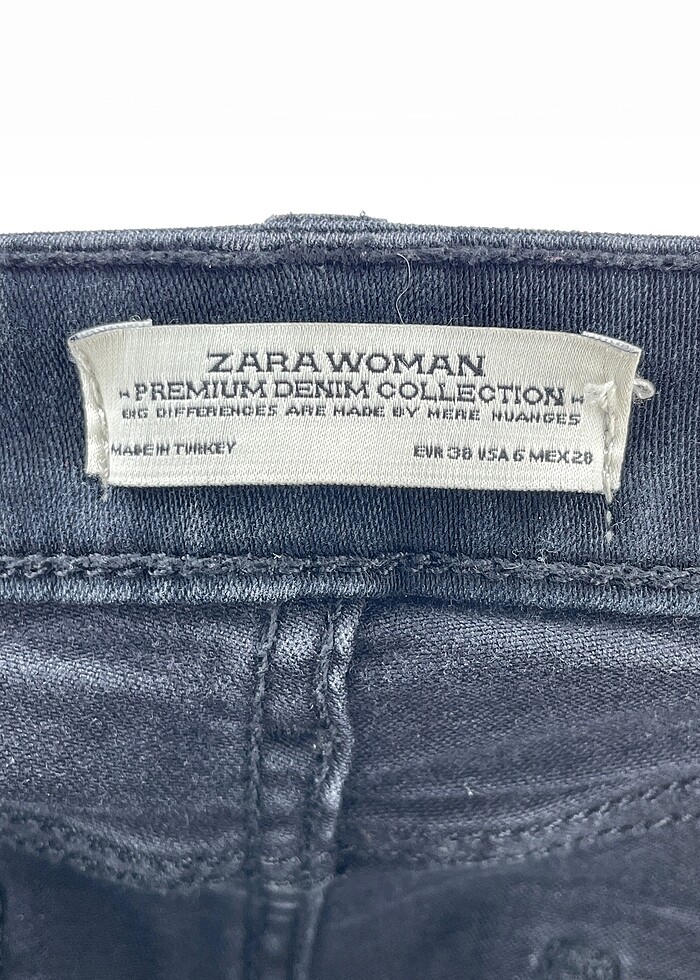 ZARA WOMAN
PREMIUM DENIM COLLECTION
BIG DIFFERENCES ARE MADE BY MERE NUANCES
MADE IN TURKEY EUR 38 USA 6 MEX 28